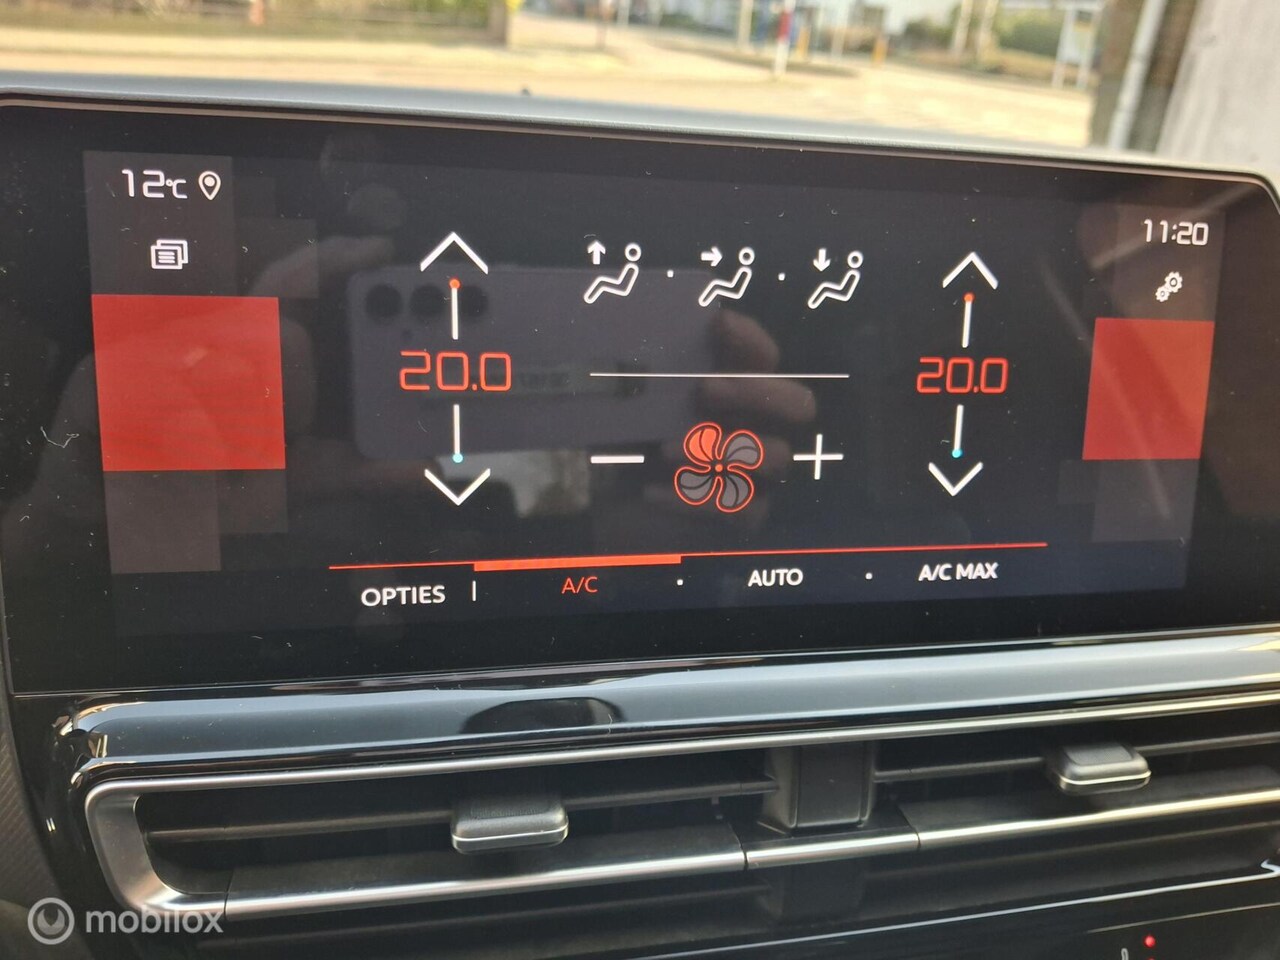 12°C
11:20
20.0
20.0
OPTIES | A/C · AUTO · A/C MAX
mobilox